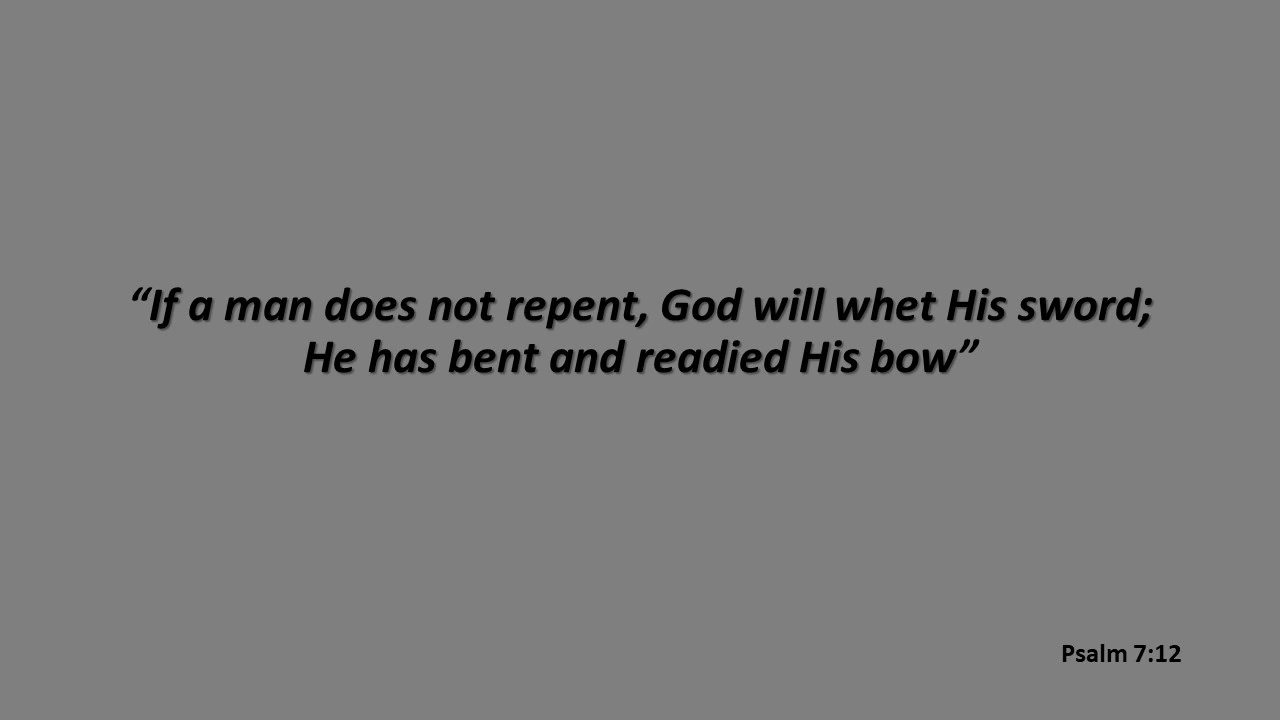 “If a man does not repent, God will whet His sword;
He has bent and readied His bow”
Psalm 7:12